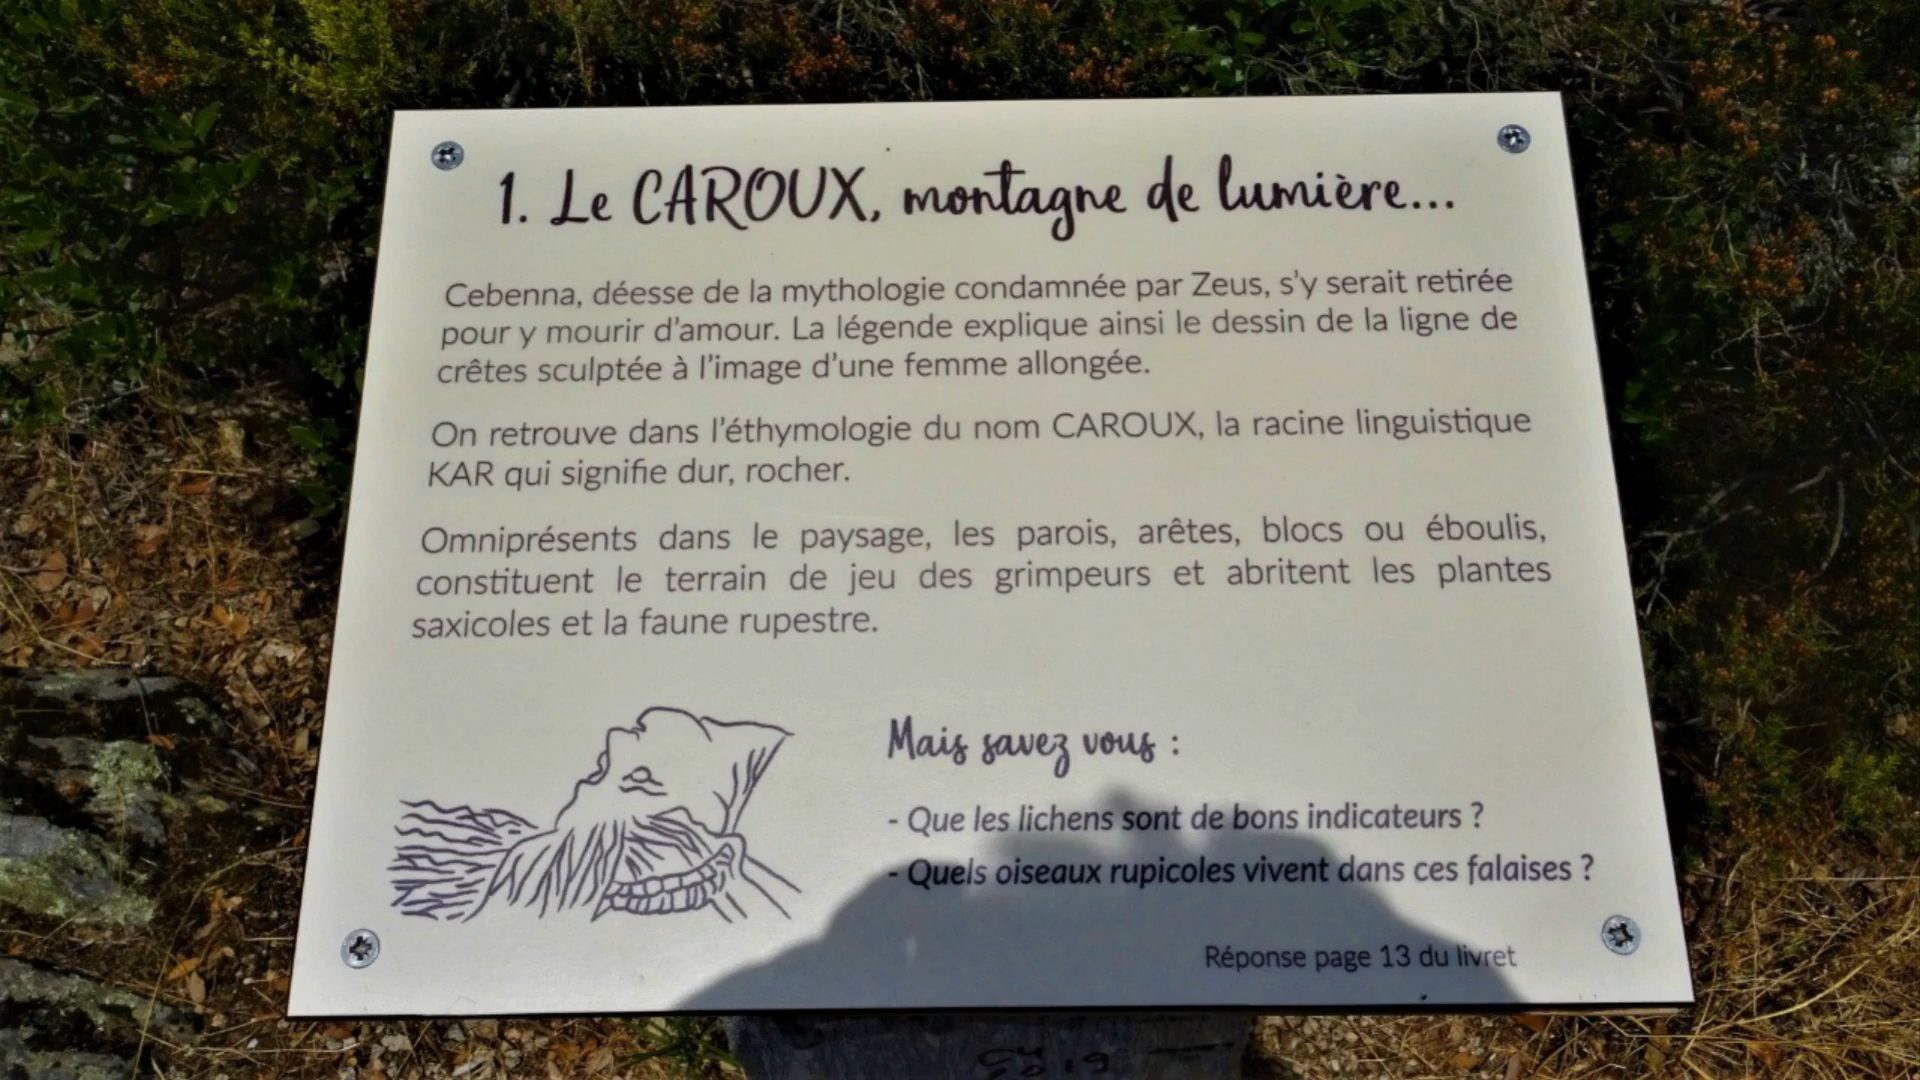 1. Le CAROUX, montagne de lumière...
Cebenna, déesse de la mythologie condamnée par Zeus, s'y serait retirée
pour y mourir d'amour. La légende explique ainsi le dessin de la ligne de
crêtes sculptée à l'image d'une femme allongée.
On retrouve dans l'éthymologie du nom CAROUX, la racine linguistique
KAR qui signifie dur, rocher.
Omniprésents dans le paysage, les parois, arêtes, blocs ou éboulis,
constituent le terrain de jeu des grimpeurs et abritent les plantes
saxicoles et la faune rupestre.
Mais savez vous :
- Que les lichens sont de bons indicateurs ?
- Quels oiseaux rupicoles vivent dans ces falaises ?
Réponse page 13 du livret